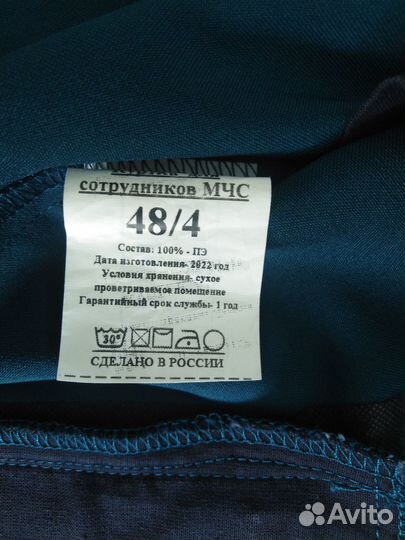 сотрудников МЧС
48/4
Состав: 100% - ПЭ
Дата изготовления- 2022 год
Условия хранения- сухое
проветриваемое помещение
Гарантийный срок службы- 1 год
30°
СДЕЛАНО В РОССИИ
Avito